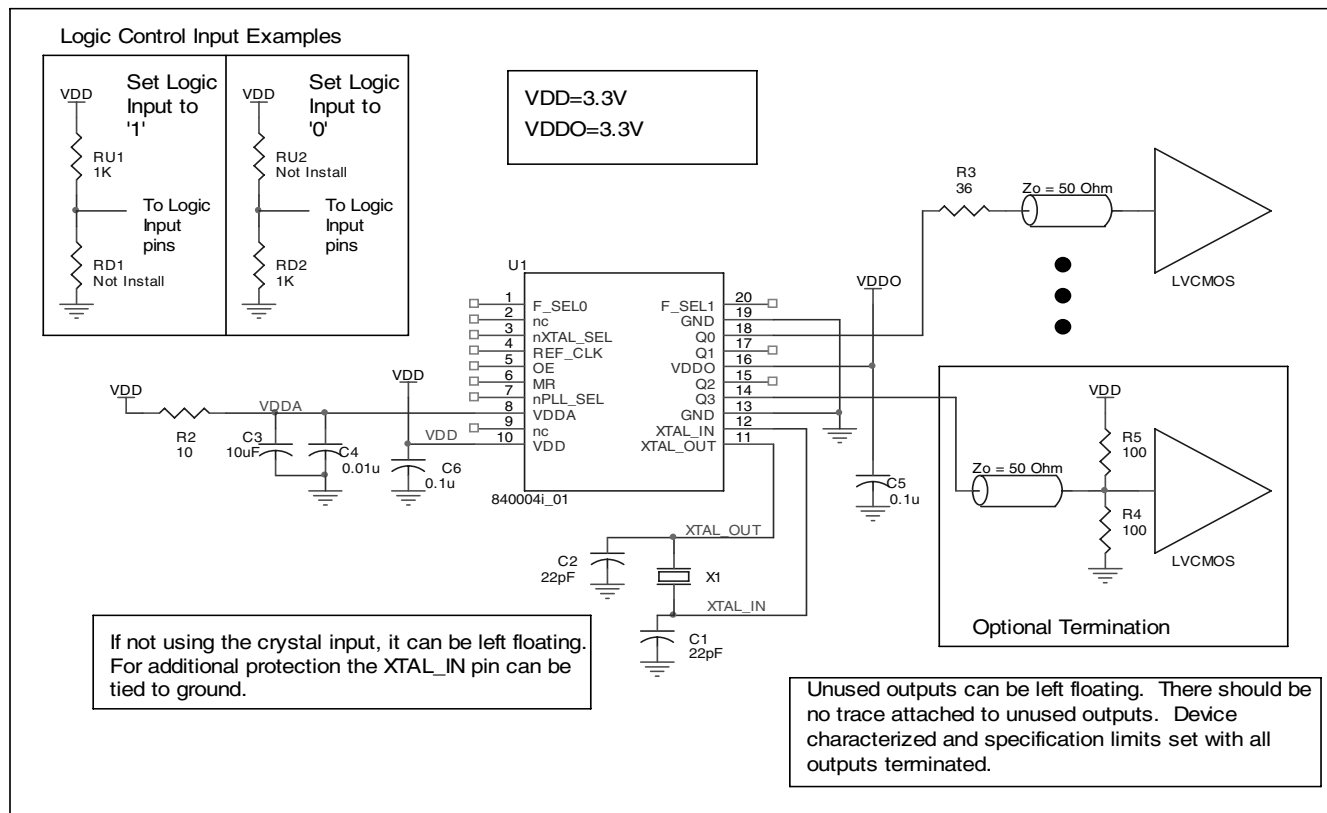 Logic Control Input Examples
Set Logic
Input to
'1'
VDD
RU1
1K
To Logic
Input
pins
RD1
Not Install
Set Logic
Input to
'0'
VDD
RU2
Not Install
To Logic
Input
pins
RD2
1K
VDD=3.3V
VDDO=3.3V
R3
36
Zo = 50 Ohm
LVCMOS
U1
1
F_SEL0
2
nc
3
nXTAL_SEL
4
REF_CLK
5
OE
6
MR
7
nPLL_SEL
8
VDDA
9
nc
10
VDD
20
F_SEL1
19
GND
18
Q0
17
Q1
16
VDDO
15
Q2
14
Q3
13
GND
12
XTAL_IN
11
XTAL_OUT
840004i_01
VDD
R2
10
VDDA
C3
10uF
C4
0.01u
VDD
VDD
C6
0.1u
VDDO
C5
0.1u
XTAL_OUT
C2
22pF
X1
XTAL_IN
C1
22pF
VDD
R5
100
Zo = 50 Ohm
R4
100
LVCMOS
Optional Termination
If not using the crystal input, it can be left floating.
For additional protection the XTAL_IN pin can be
tied to ground.
Unused outputs can be left floating. There should be
no trace attached to unused outputs. Device
characterized and specification limits set with all
outputs terminated.